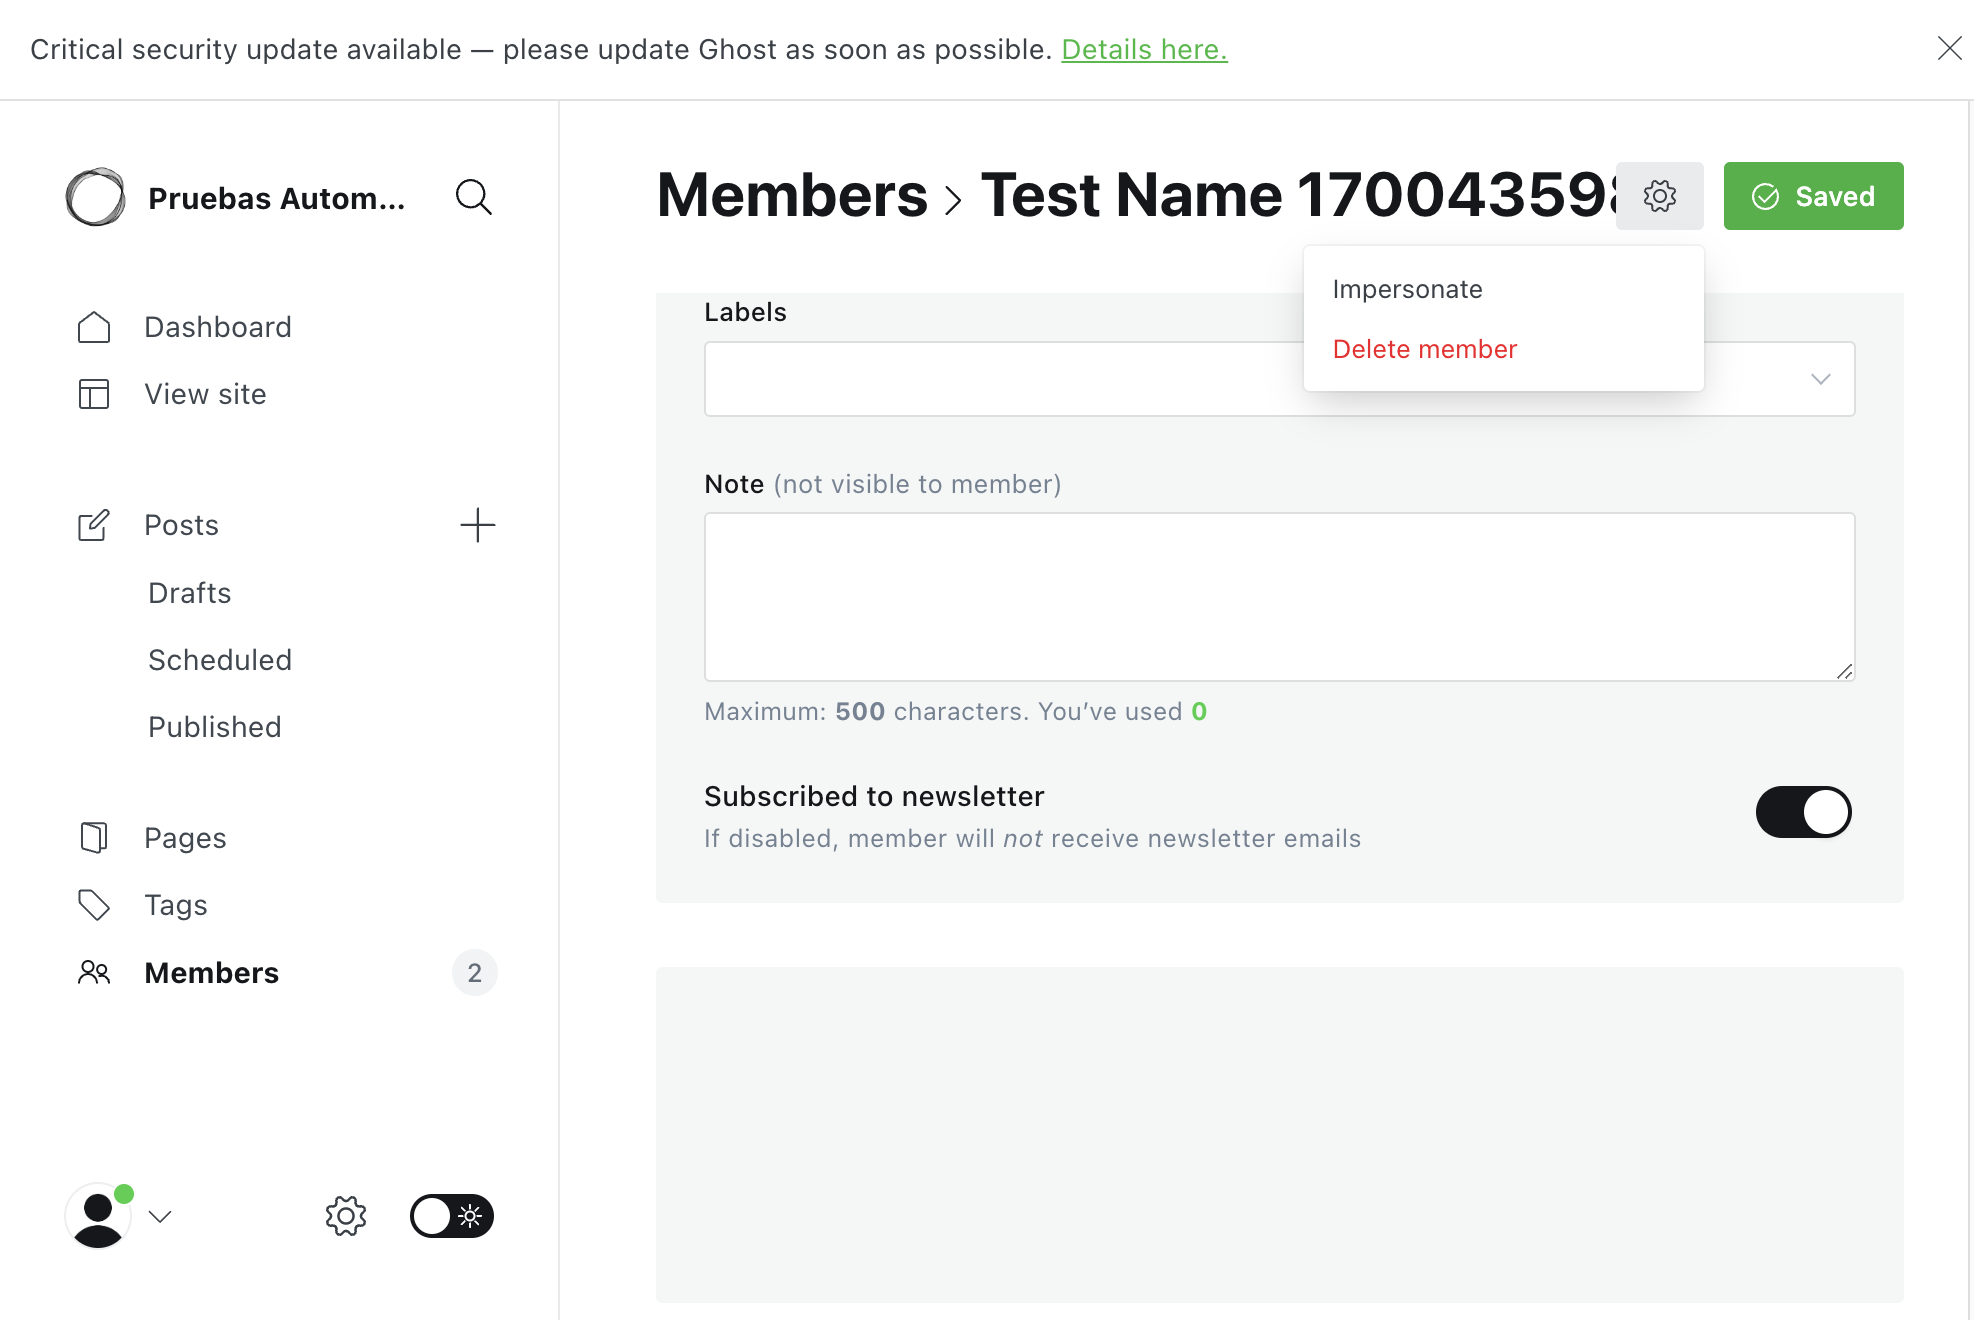 Critical security update available — please update Ghost as soon as possible. Details here.
Pruebas Autom...
Dashboard
View site
Posts
Drafts
Scheduled
Published
Pages
Tags
Members 2
Members > Test Name 170043598
Saved
Impersonate
Delete member
Labels
Note (not visible to member)
Maximum: 500 characters. You’ve used 0
Subscribed to newsletter
If disabled, member will not receive newsletter emails